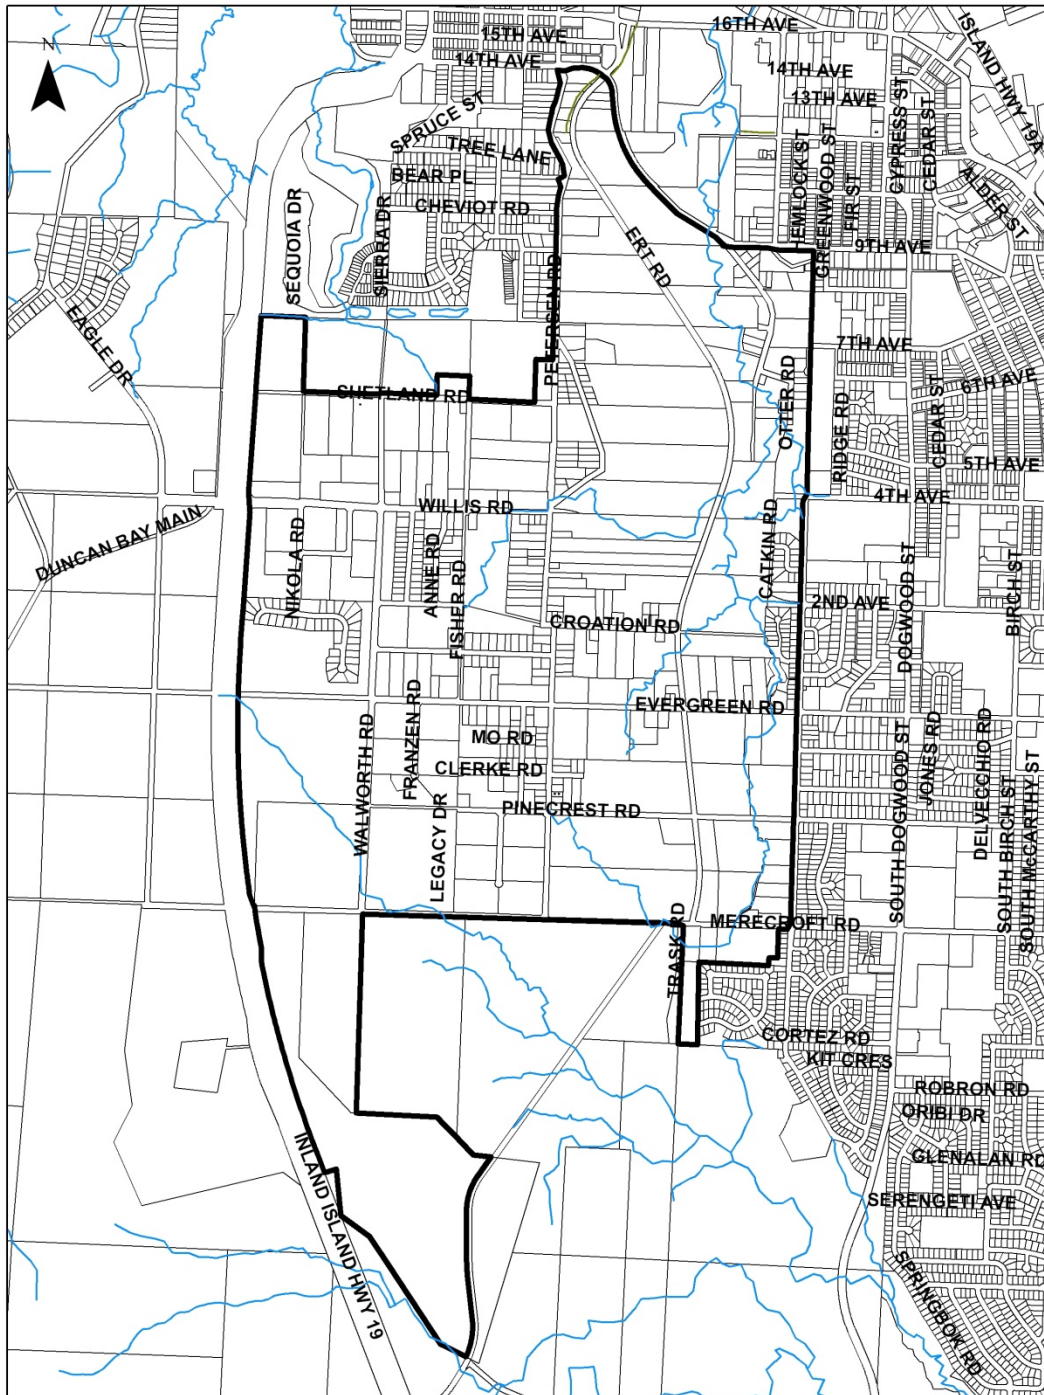 16TH AVE
ISLAND HWY 19A
15TH AVE
N
14TH AVE
14TH AVE
13TH AVE
SPRUCE ST
CYPRESS ST
CEDAR ST
TREE LANE
BEAR PL
HEMLOCK ST
GREENWOOD ST
FIR ST
ALDER ST
CHEVIOT RD
SEQUOIA DR
SIERRA DR
ERT RD
9TH AVE
PETERSEN RD
EAGLE DR
7TH AVE
OTTER RD
6TH AVE
SHETLAND RD
RIDGE RD
CEDAR ST
5TH AVE
4TH AVE
WILLIS RD
DUNCAN BAY MAIN
NIKOLA RD
ANNE RD
FISHER RD
CATKIN RD
DOGWOOD ST
BIRCH ST
2ND AVE
CROATION RD
EVERGREEN RD
FRANZEN RD
WALWORTH RD
MO RD
CLERKE RD
SOUTH DOGWOOD ST
JONES RD
DELVECCHIO RD
SOUTH BIRCH ST
SOUTH McCARTHY ST
PINECREST RD
LEGACY DR
MERECROFT RD
TRASK RD
CORTEZ RD
KIT CRES
ROBRON RD
ORIBI DR
GLENALAN RD
INLAND ISLAND HWY 19
SERENGETI AVE
SPRINGBOK RD